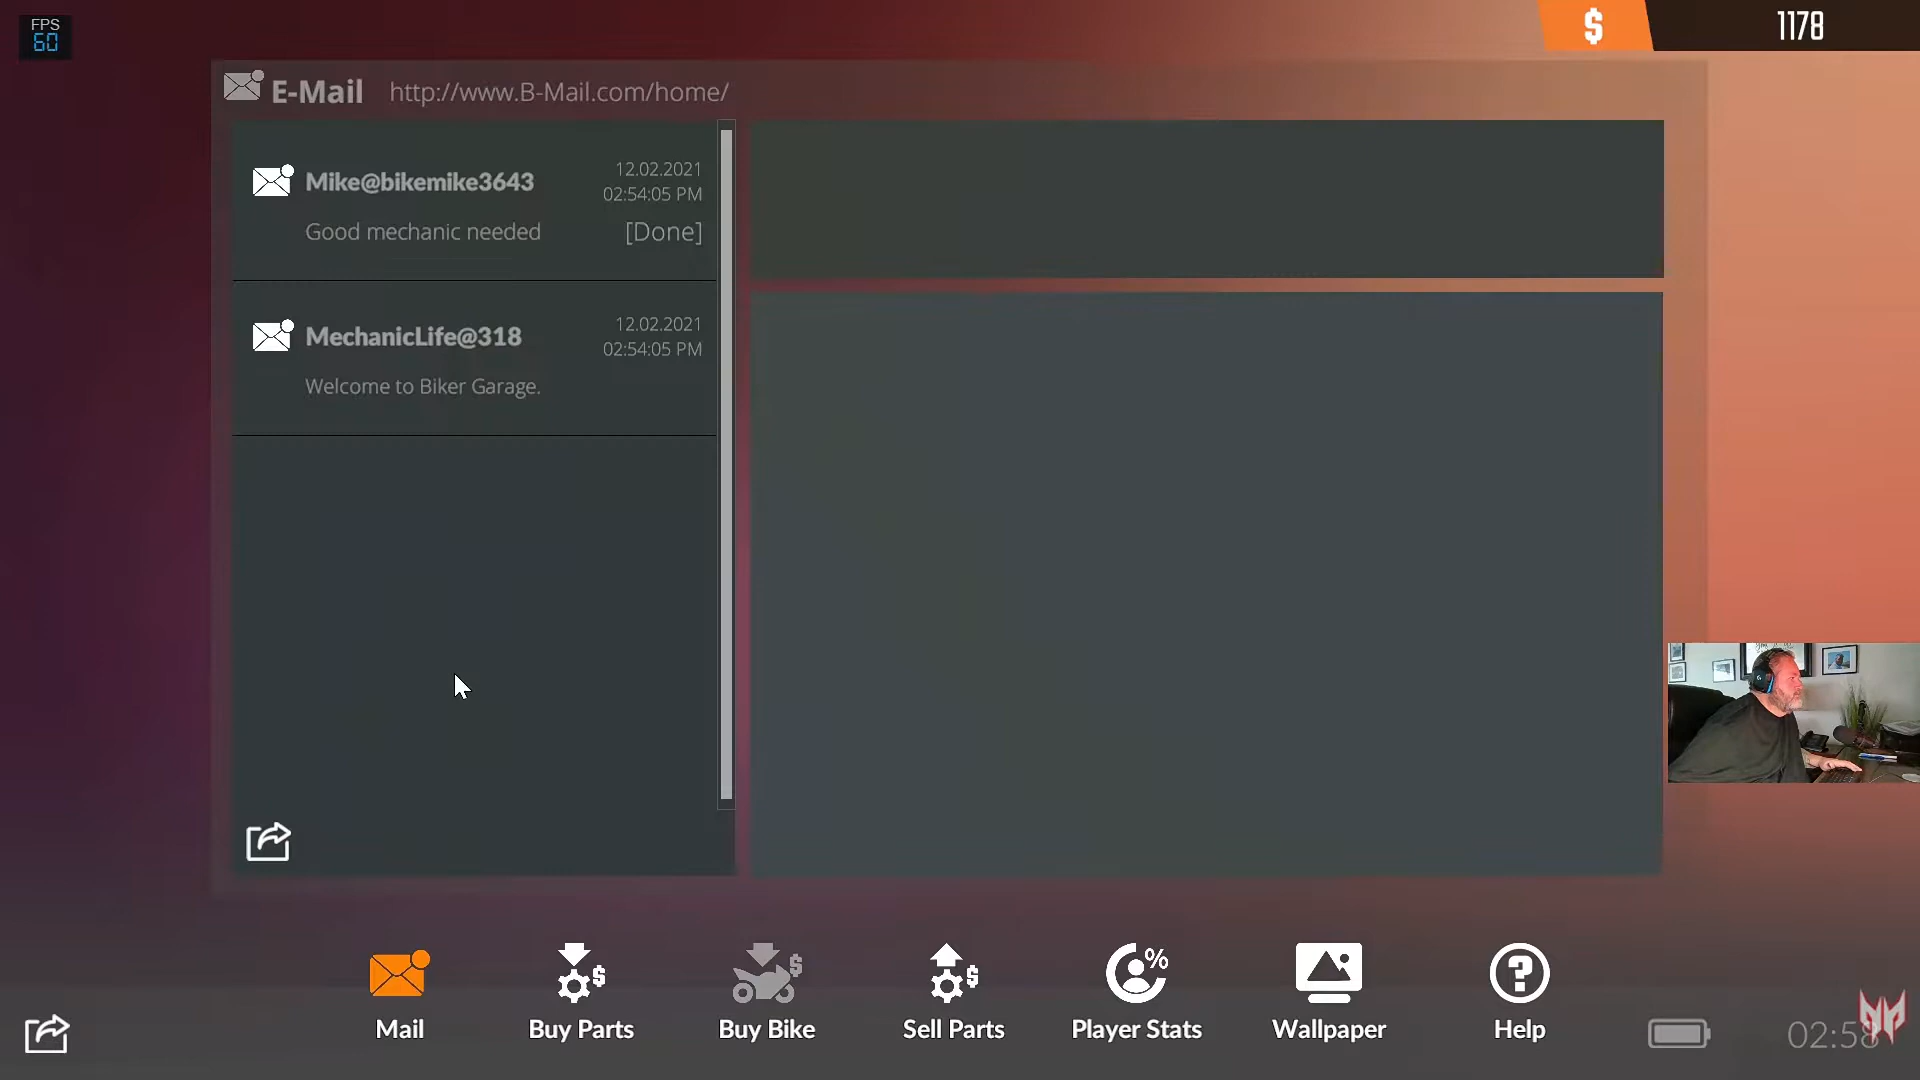 FPS
60
$ 1178
E-Mail http://www.B-Mail.com/home/
Mike@bikemike3643
12.02.2021
02:54:05 PM
Good mechanic needed
[Done]
MechanicLife@318
12.02.2021
02:54:05 PM
Welcome to Biker Garage.
Mail
Buy Parts
Buy Bike
Sell Parts
Player Stats
Wallpaper
Help
02:58